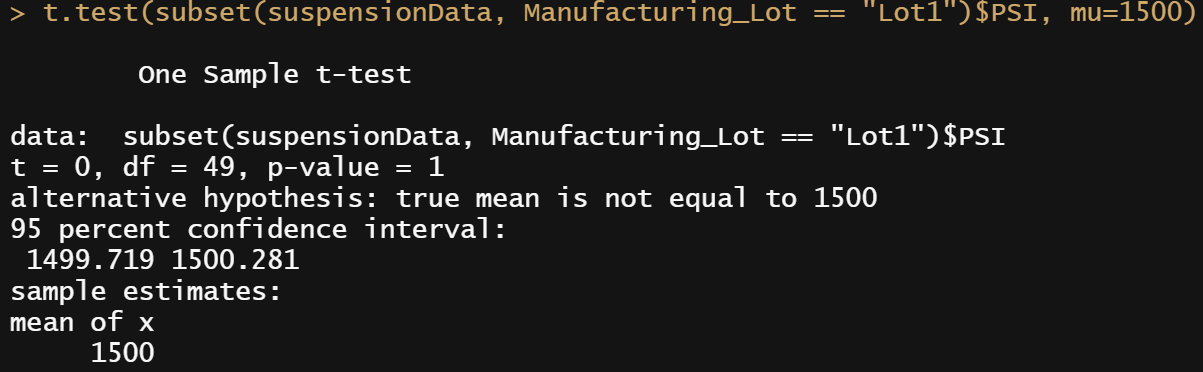 > t.test(subset(suspensionData, Manufacturing_Lot == "Lot1")$PSI, mu=1500)
One Sample t-test
data:  subset(suspensionData, Manufacturing_Lot == "Lot1")$PSI
t = 0, df = 49, p-value = 1
alternative hypothesis: true mean is not equal to 1500
95 percent confidence interval:
1499.719 1500.281
sample estimates:
mean of x
1500